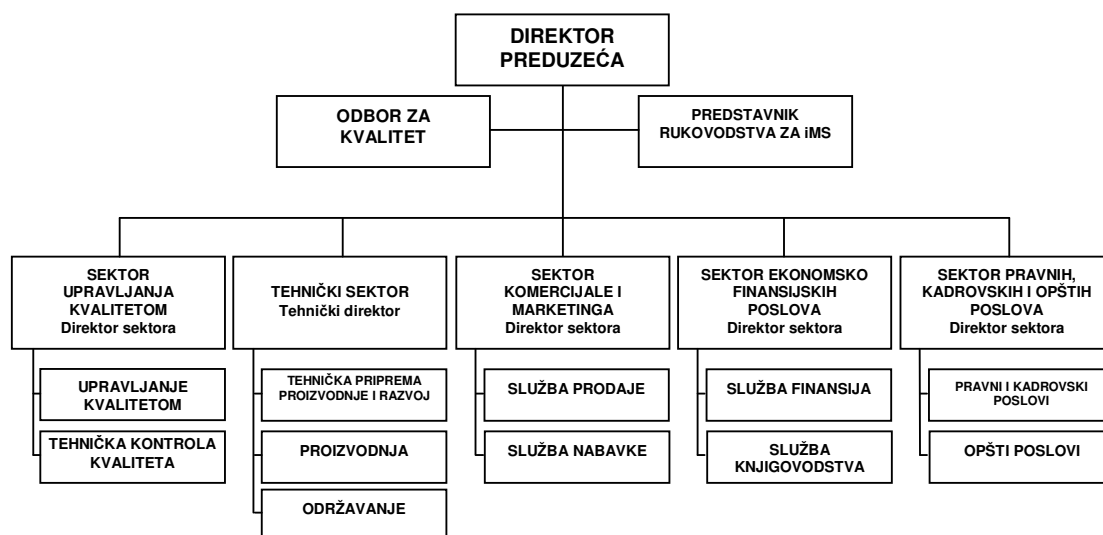 DIREKTOR
PREDUZEĆA
ODBOR ZA
KVALITET
PREDSTAVNIK
RUKOVODSTVA ZA iMS
SEKTOR
UPRAVLJANJA
KVALITETOM
Direktor sektora
TEHNIČKI SEKTOR
Tehnički direktor
SEKTOR
KOMERCIJALE I
MARKETINGA
Direktor sektora
SEKTOR EKONOMSKO
FINANSIJSKIH
POSLOVA
Direktor sektora
SEKTOR PRAVNIH,
KADROVSKIH I OPŠTIH
POSLOVA
Direktor sektora
UPRAVLJANJE
KVALITETOM
TEHNIČKA PRIPREMA
PROIZVODNJE I RAZVOJ
SLUŽBA PRODAJE
SLUŽBA FINANSIJA
PRAVNI I KADROVSKI
POSLOVI
TEHNIČKA KONTROLA
KVALITETA
PROIZVODNJA
SLUŽBA NABAVKE
SLUŽBA
KNJIGOVODSTVA
OPŠTI POSLOVI
ODRŽAVANJE